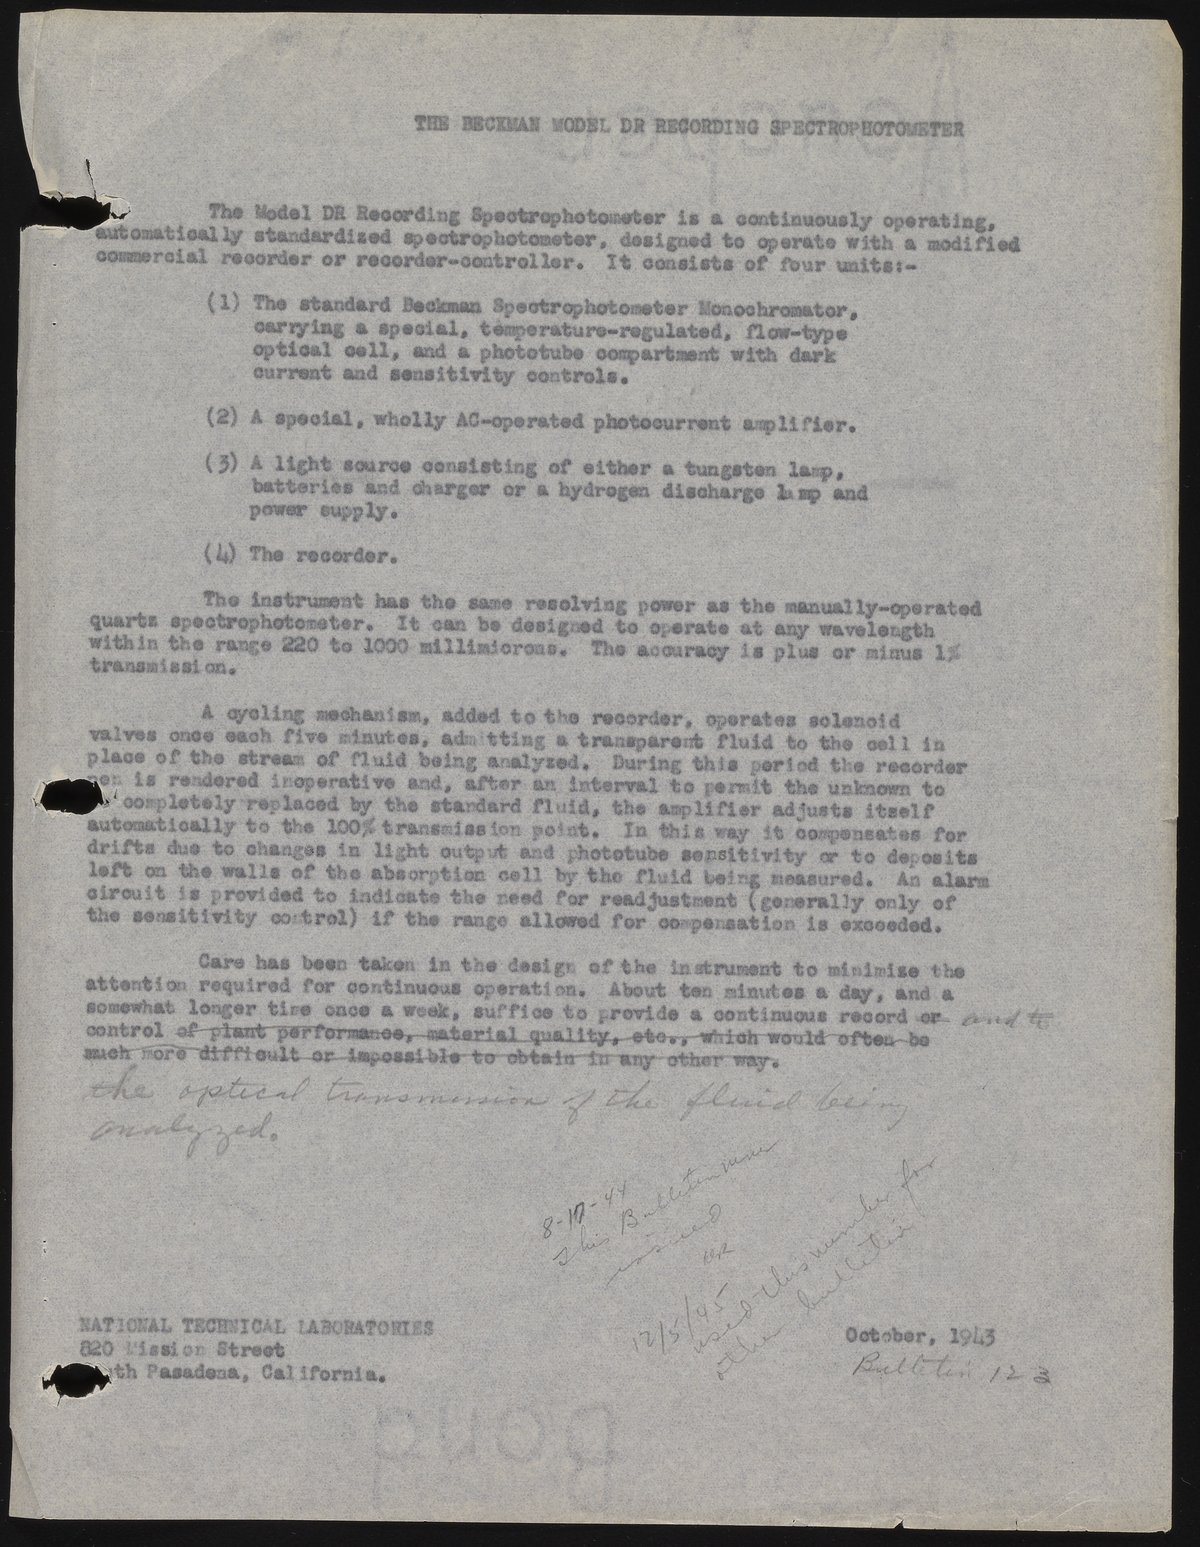 THE BECKMAN MODEL DR RECORDING SPECTROPHOTOMETER
The Model DR Recording Spectrophotometer is a continuously operating,
automatically standardized spectrophotometer, designed to operate with a modified
commercial recorder or recorder-controller. It consists of four units:-
(1) The standard Beckman Spectrophotometer Monochromator,
carrying a special, temperature-regulated, flow-type
optical cell, and a phototube compartment with dark
current and sensitivity controls.
(2) A special, wholly AC-operated photocurrent amplifier.
(3) A light source consisting of either a tungsten lamp,
batteries and charger or a hydrogen discharge lamp and
power supply.
(4) The recorder.
The instrument has the same resolving power as the manually-operated
quartz spectrophotometer. It can be designed to operate at any wavelength
within the range 220 to 1000 millimicrons. The accuracy is plus or minus 1%
transmission.
A cycling mechanism, added to the recorder, operates solenoid
valves once each five minutes, admitting a transparent fluid to the cell in
place of the stream of fluid being analyzed. During this period the recorder
pen is rendered inoperative and, after an interval to permit the unknown to
completely replaced by the standard fluid, the amplifier adjusts itself
automatically to the 100% transmission point. In this way it compensates for
drifts due to changes in light output and phototube sensitivity or to deposits
left on the walls of the absorption cell by the fluid being measured. An alarm
circuit is provided to indicate the need for readjustment (generally only of
the sensitivity control) if the range allowed for compensation is exceeded.
Care has been taken in the design of the instrument to minimize the
attention required for continuous operation. About ten minutes a day, and a
somewhat longer time once a week, suffice to provide a continuous record or and to
control of plant performance, material quality, etc., which would often be
much more difficult or impossible to obtain in any other way.
the optical transmission of the fluid being
analyzed.
8-17-44
This Bulletin
issued
12/5/45
used this number for
other bulletin
NATIONAL TECHNICAL LABORATORIES
820 Mission Street
th Pasadena, California.
October, 1943
Bulletin 12